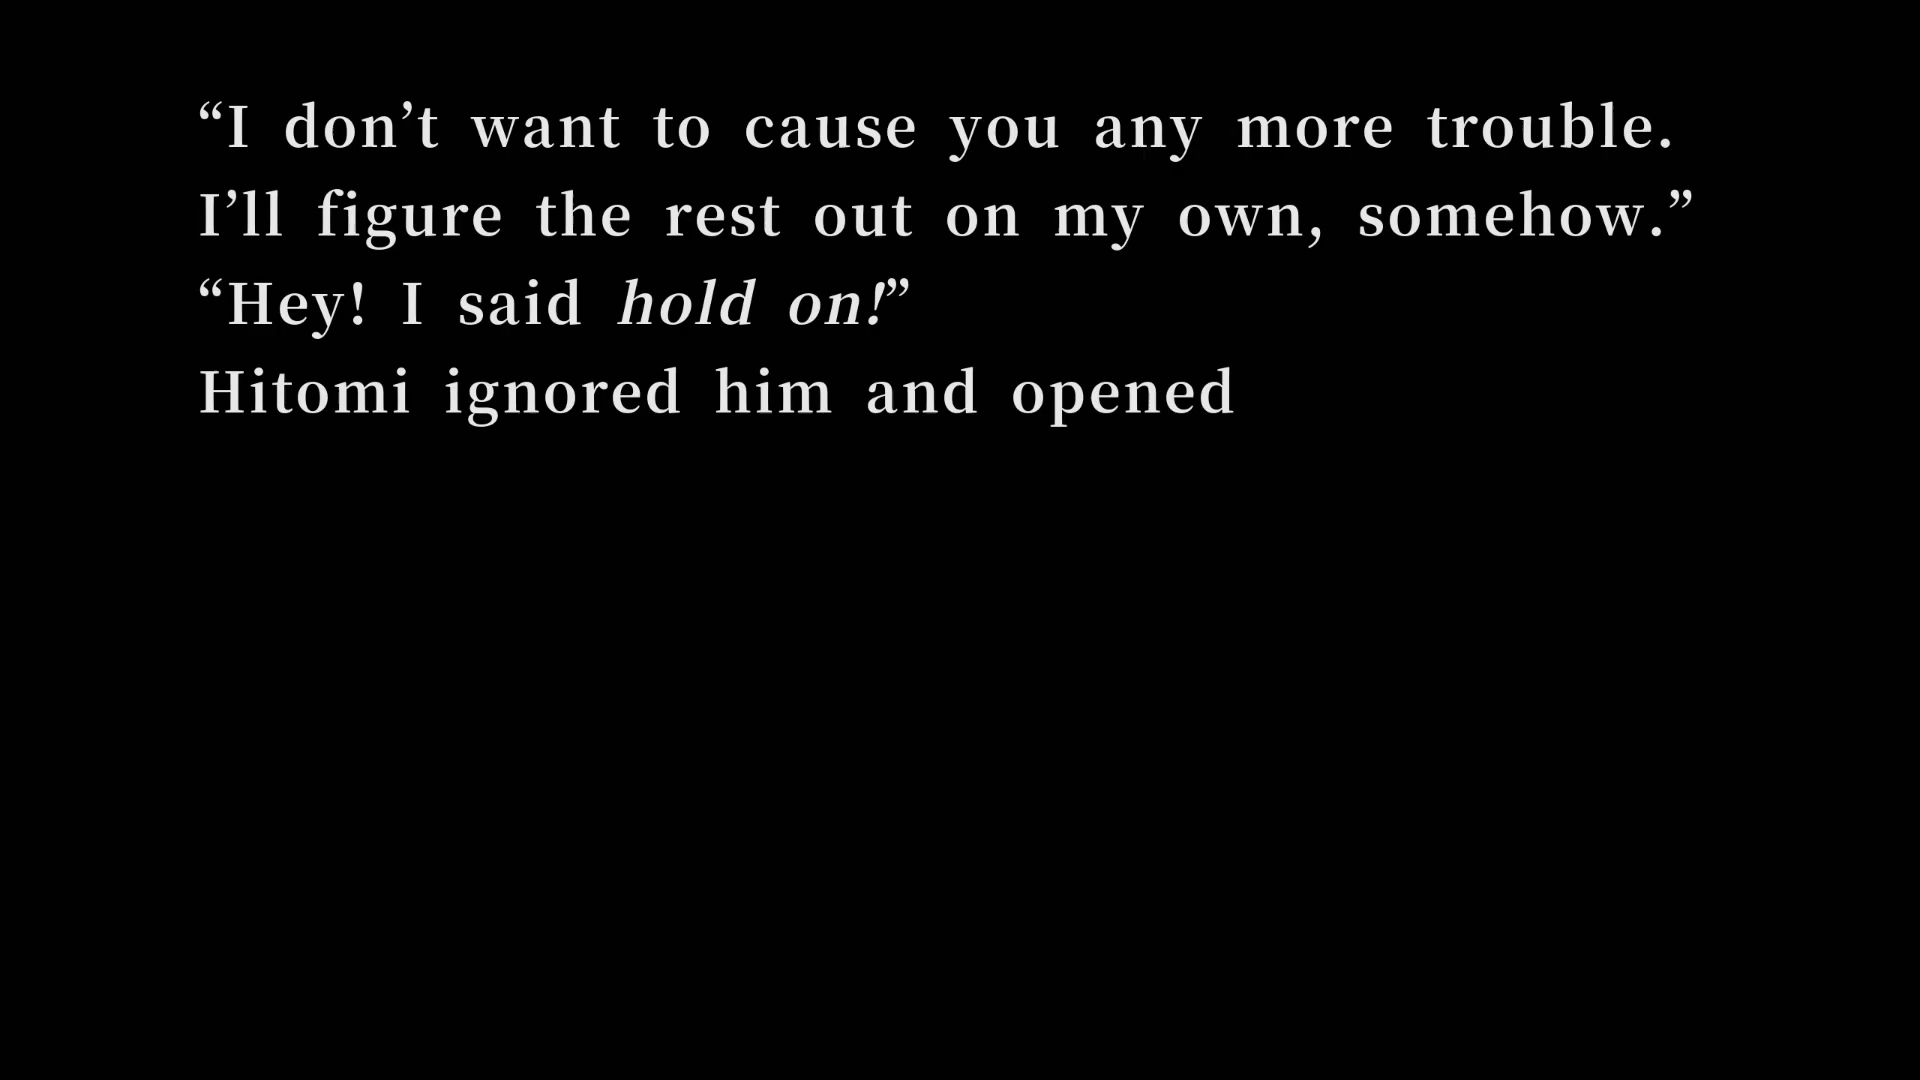 “I don’t want to cause you any more trouble.
I’ll figure the rest out on my own, somehow.”
“Hey! I said hold on!”
Hitomi ignored him and opened